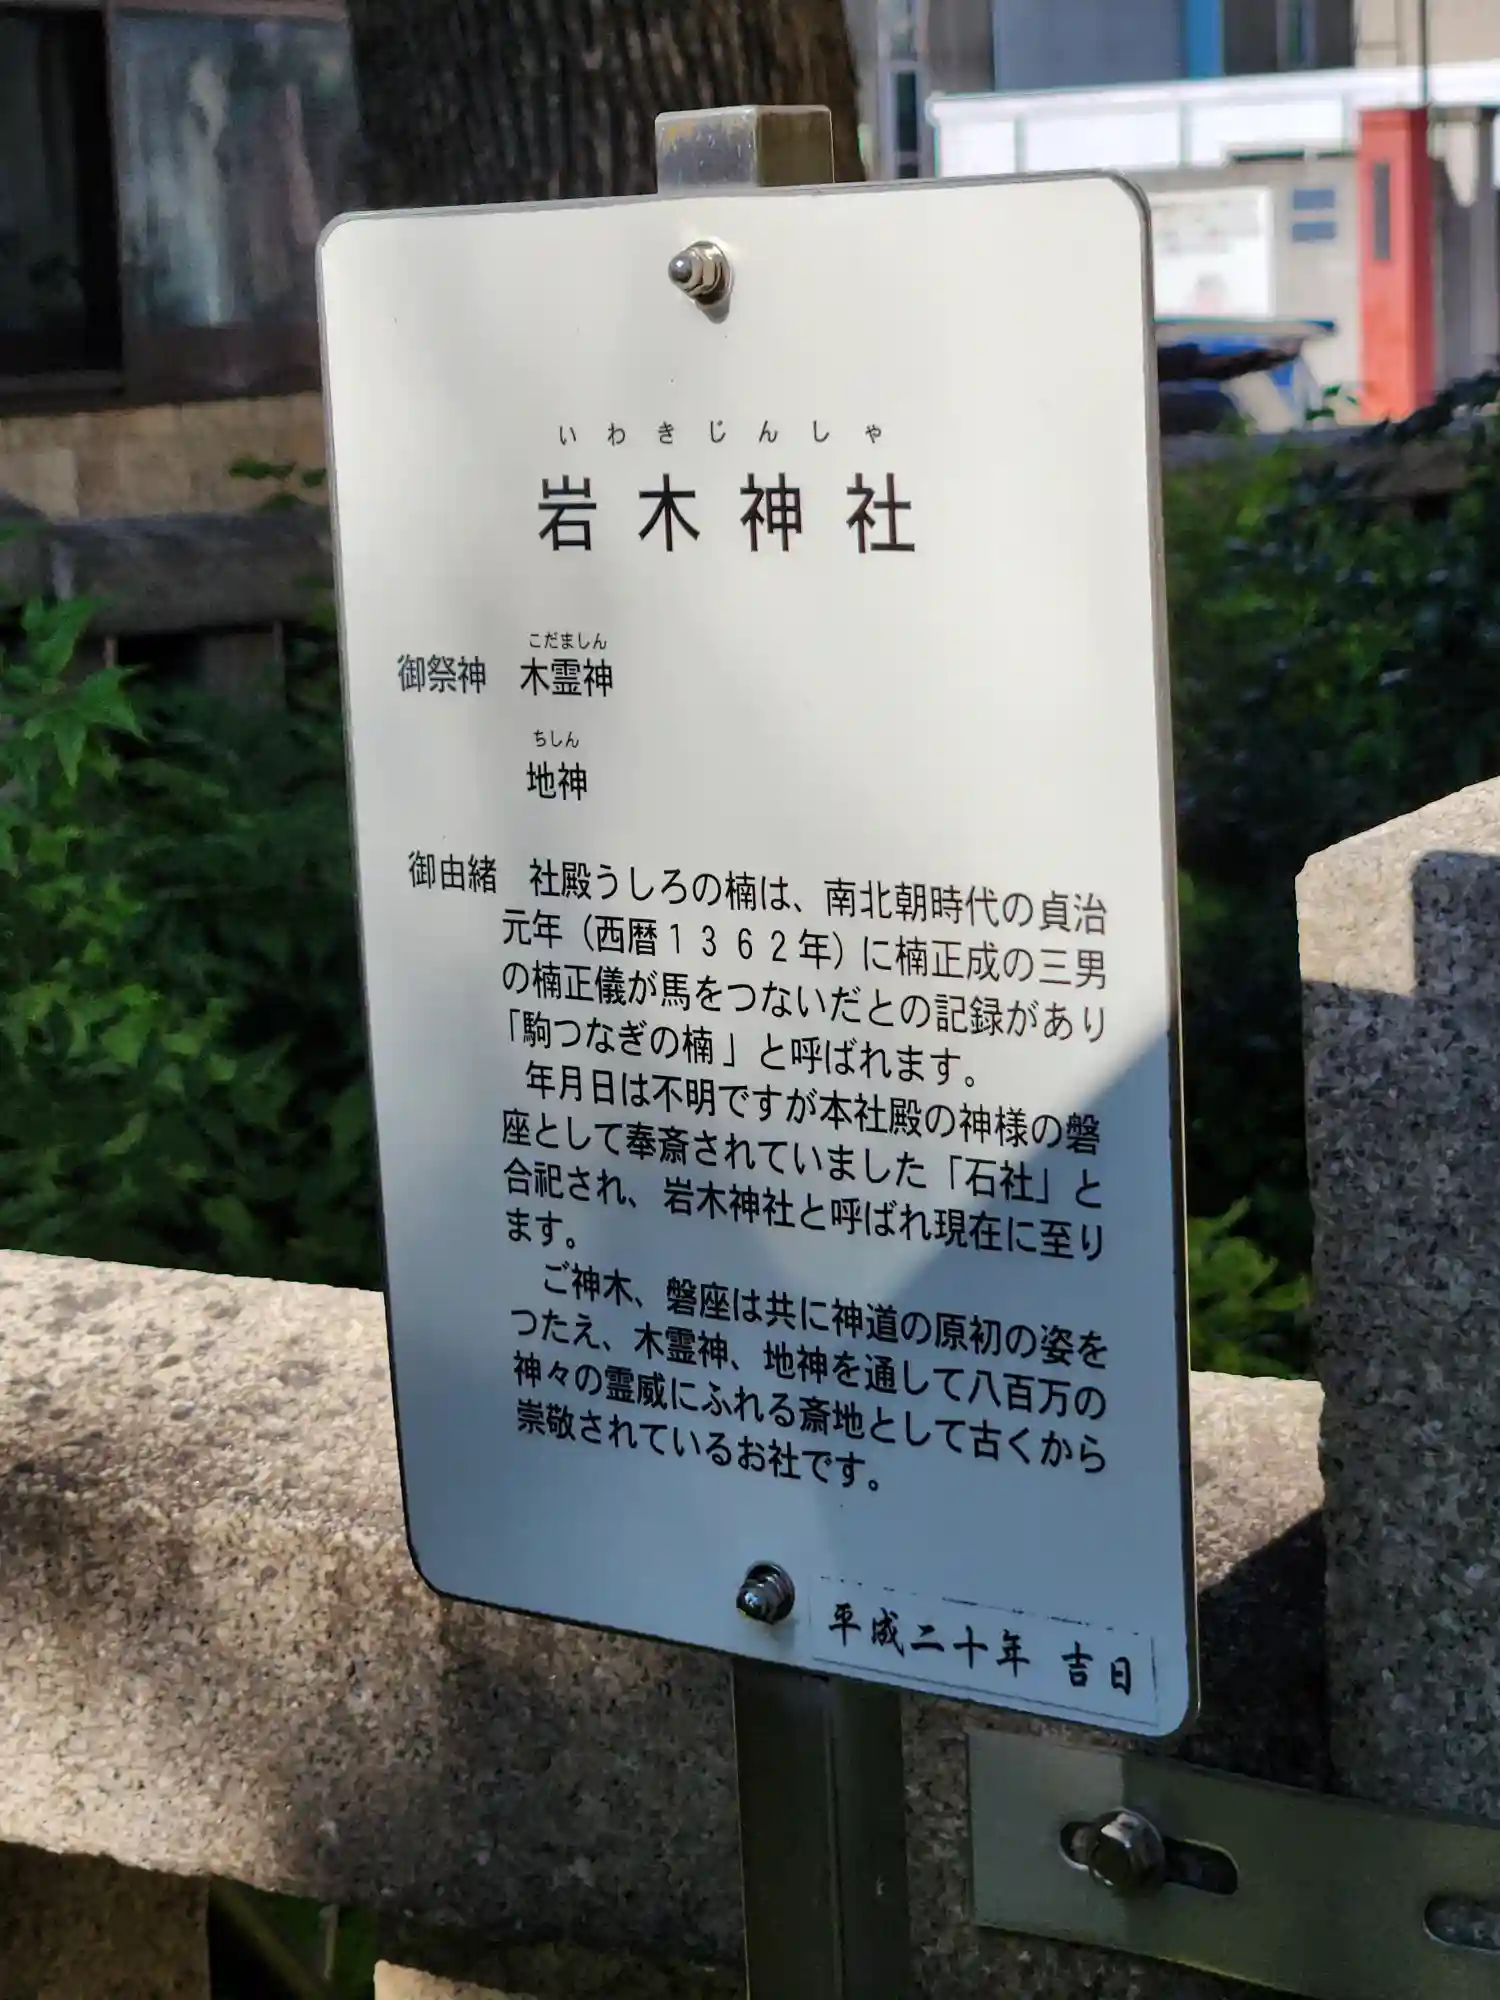 いわきじんしゃ
岩木神社
こだましん
御祭神　木霊神
ちしん
地神
御由緒　社殿うしろの楠は、南北朝時代の貞治
元年（西暦１３６２年）に楠正成の三男
の楠正儀が馬をつないだとの記録があり
「駒つなぎの楠」と呼ばれます。
年月日は不明ですが本社殿の神様の磐
座として奉斎されていました「石社」と
合祀され、岩木神社と呼ばれ現在に至り
ます。
ご神木、磐座は共に神道の原初の姿を
つたえ、木霊神、地神を通して八百万の
神々の霊威にふれる斎地として古くから
崇敬されているお社です。
平成二十年　吉日